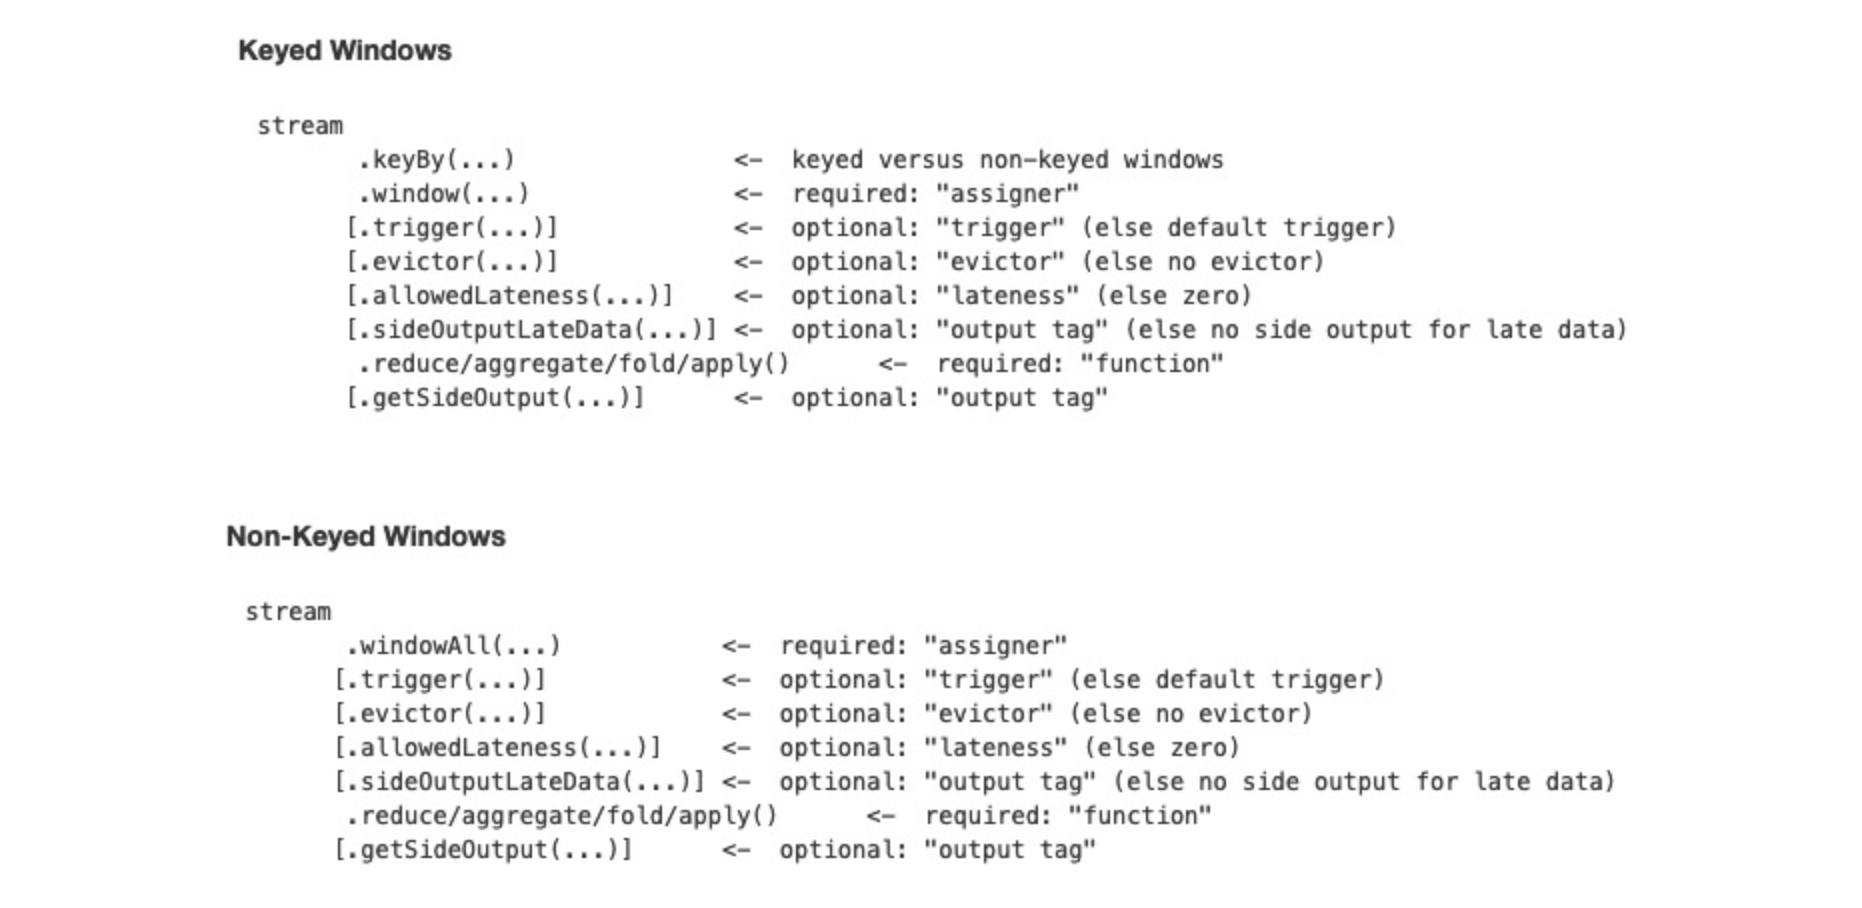 Keyed Windows
stream
.keyBy(...) <- keyed versus non-keyed windows
.window(...) <- required: "assigner"
[.trigger(...)] <- optional: "trigger" (else default trigger)
[.evictor(...)] <- optional: "evictor" (else no evictor)
[.allowedLateness(...)] <- optional: "lateness" (else zero)
[.sideOutputLateData(...)] <- optional: "output tag" (else no side output for late data)
.reduce/aggregate/fold/apply() <- required: "function"
[.getSideOutput(...)] <- optional: "output tag"
Non-Keyed Windows
stream
.windowAll(...) <- required: "assigner"
[.trigger(...)] <- optional: "trigger" (else default trigger)
[.evictor(...)] <- optional: "evictor" (else no evictor)
[.allowedLateness(...)] <- optional: "lateness" (else zero)
[.sideOutputLateData(...)] <- optional: "output tag" (else no side output for late data)
.reduce/aggregate/fold/apply() <- required: "function"
[.getSideOutput(...)] <- optional: "output tag"